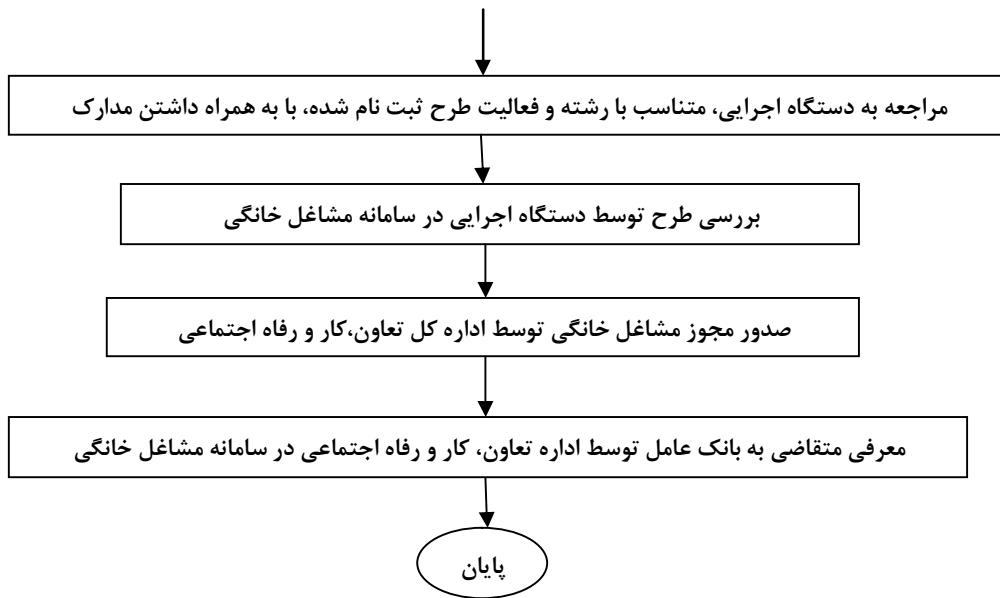 مراجعه به دستگاه اجرایی، متناسب با رشته و فعالیت طرح ثبت نام شده، با به همراه داشتن مدارک
بررسی طرح توسط دستگاه اجرایی در سامانه مشاغل خانگی
صدور مجوز مشاغل خانگی توسط اداره کل تعاون،کار و رفاه اجتماعی
معرفی متقاضی به بانک عامل توسط اداره تعاون، کار و رفاه اجتماعی در سامانه مشاغل خانگی
پایان